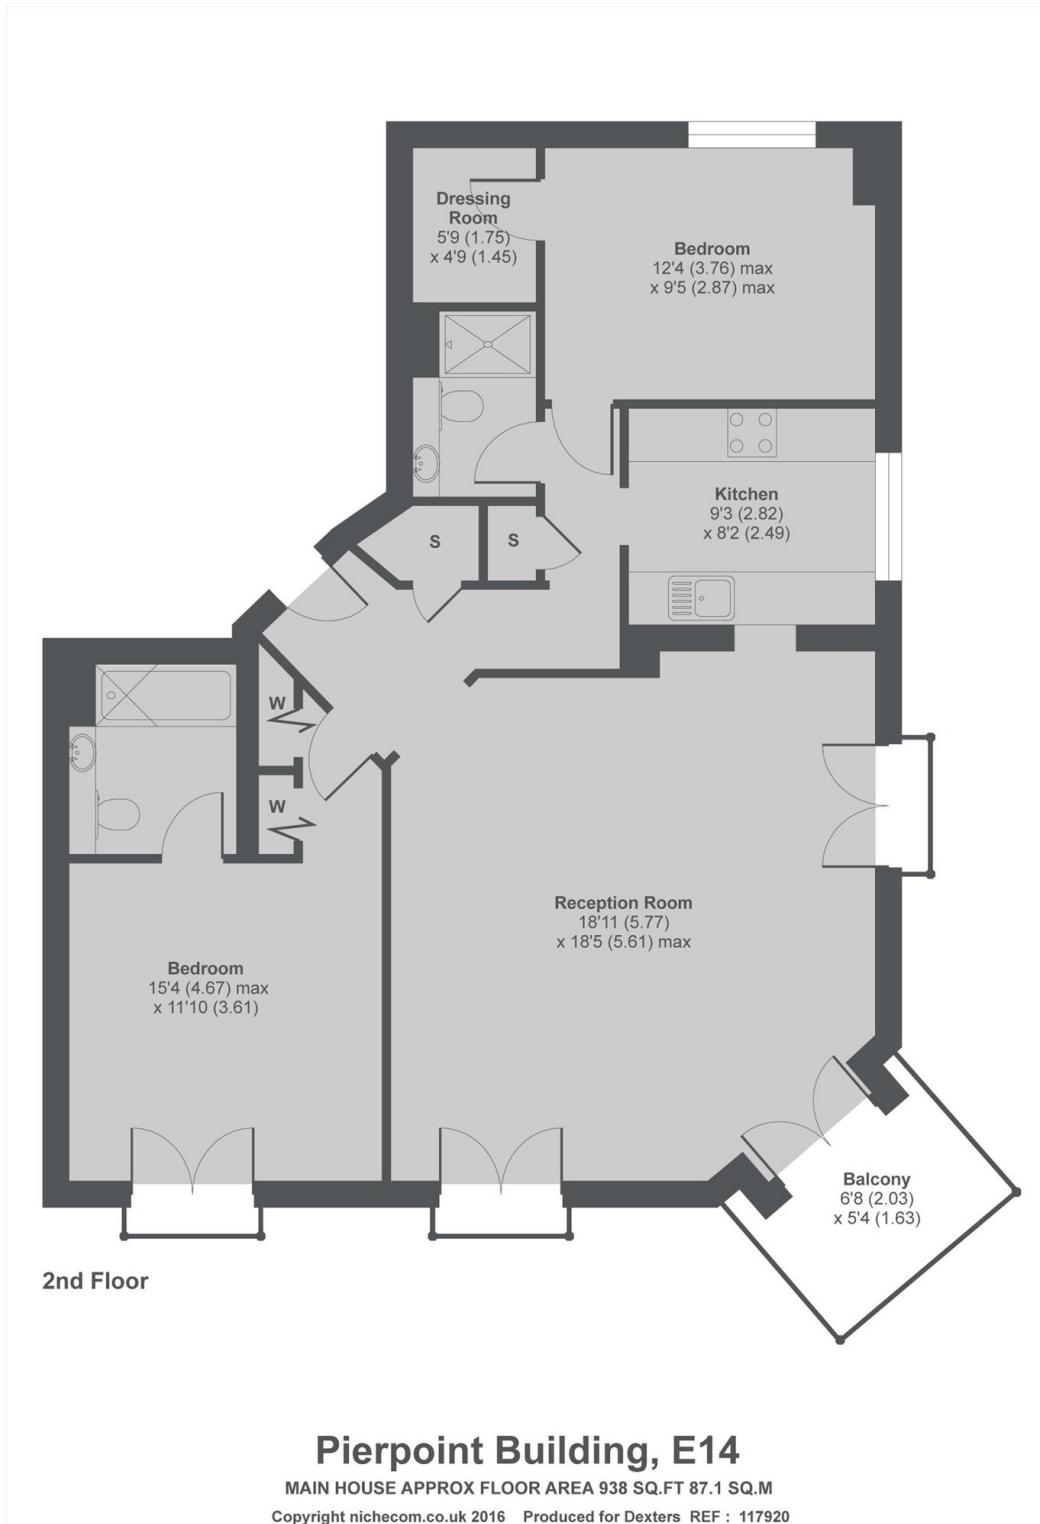 Dressing
Room
5'9 (1.75)
x 4'9 (1.45)
Bedroom
12'4 (3.76) max
x 9'5 (2.87) max
Kitchen
9'3 (2.82)
x 8'2 (2.49)
S
S
W
W
Reception Room
18'11 (5.77)
x 18'5 (5.61) max
Bedroom
15'4 (4.67) max
x 11'10 (3.61)
Balcony
6'8 (2.03)
x 5'4 (1.63)
2nd Floor
Pierpoint Building, E14
MAIN HOUSE APPROX FLOOR AREA 938 SQ.FT 87.1 SQ.M
Copyright nichecom.co.uk 2016 Produced for Dexters REF : 117920